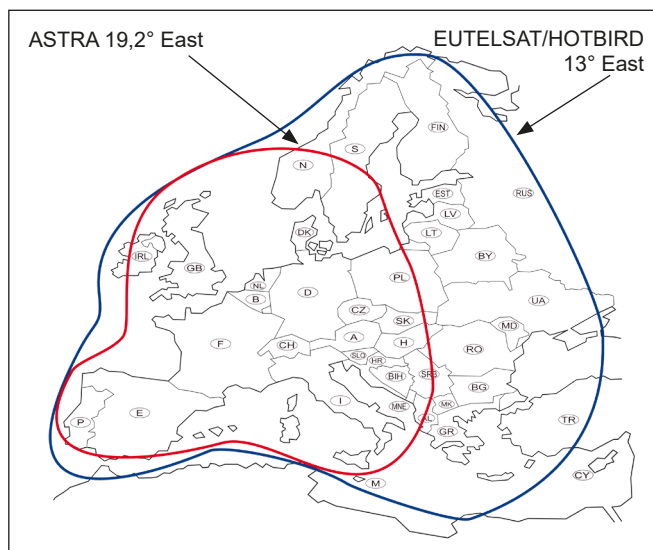 ASTRA 19,2° East
EUTELSAT/HOTBIRD
13° East
FIN
S
N
EST
RUS
LV
LT
DK
IRL
GB
BY
NL
PL
B
D
UA
CZ
SK
MD
A
F
CH
H
RO
SLO
HR
BIH
SRB
BG
I
MNE
MK
E
AL
P
GR
TR
CY
M